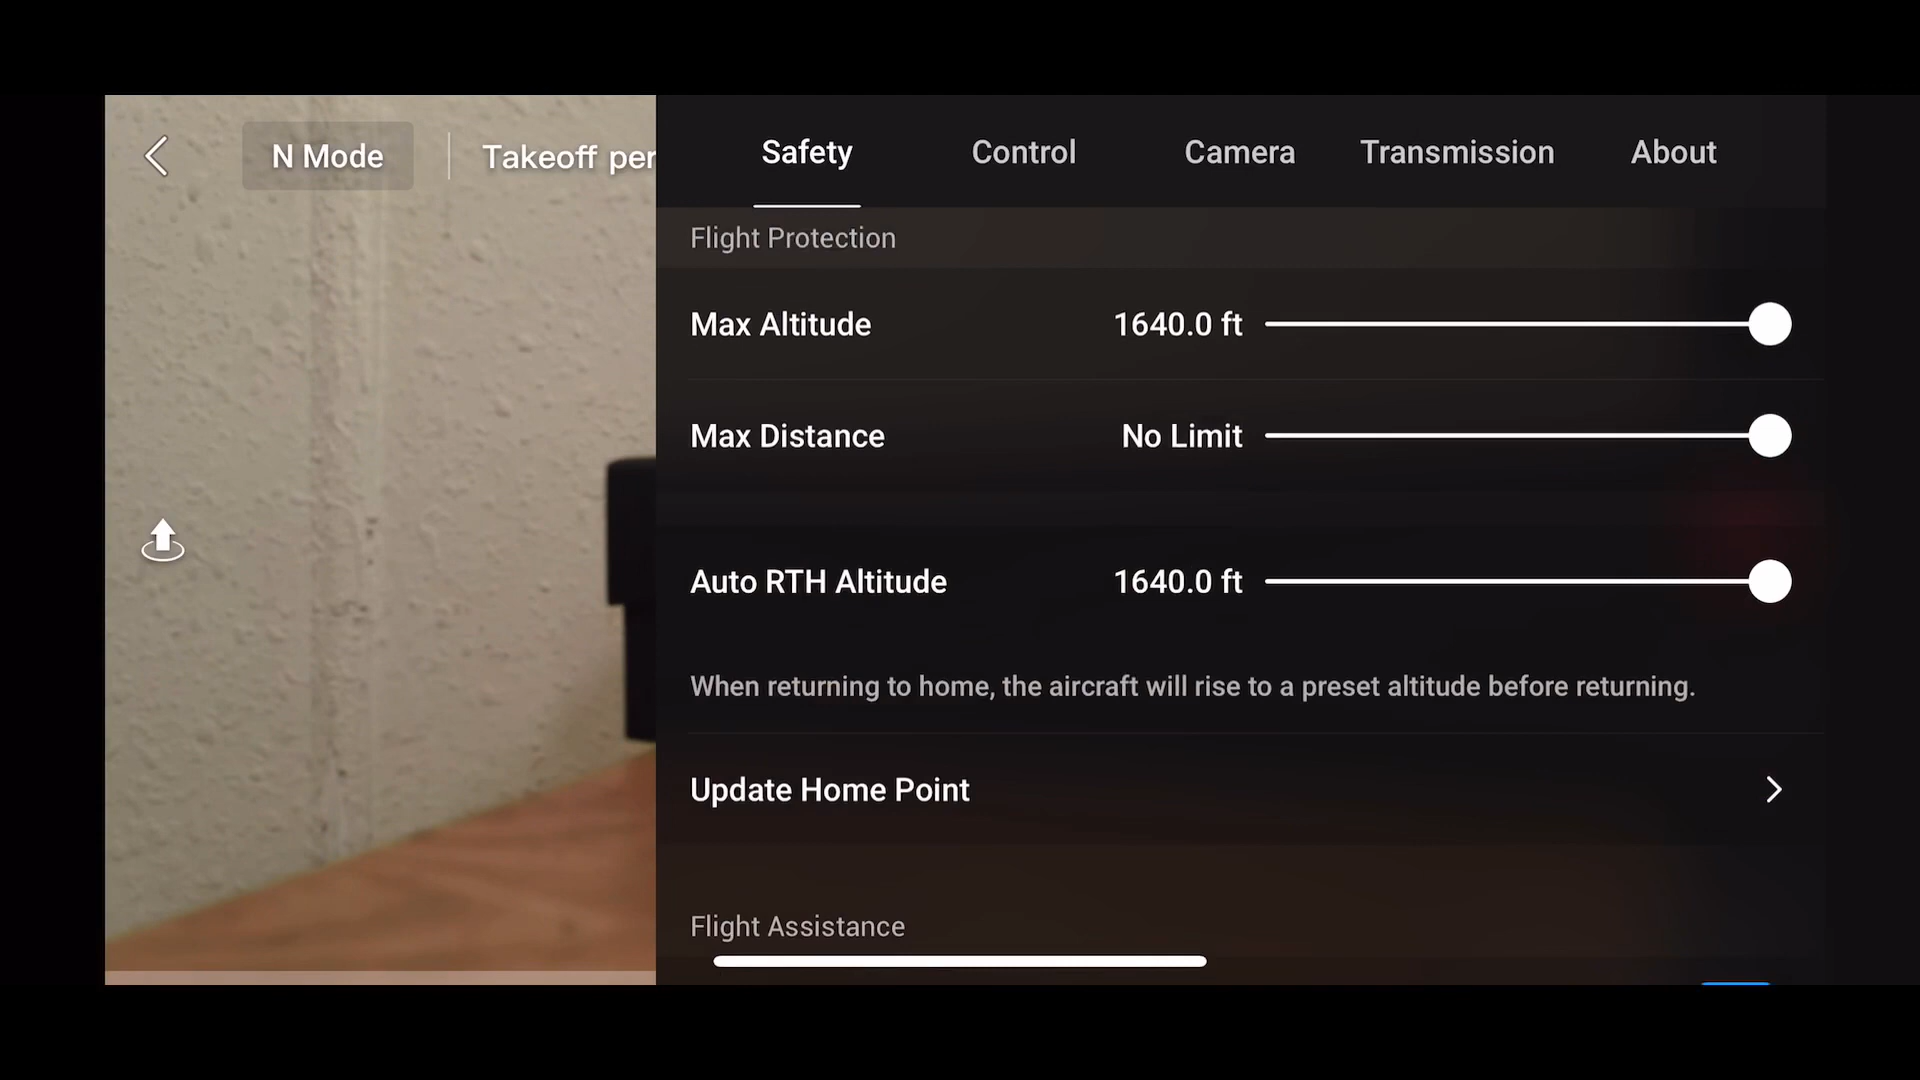 N Mode
Takeoff per
Safety
Control
Camera
Transmission
About
Flight Protection
Max Altitude
1640.0 ft
Max Distance
No Limit
Auto RTH Altitude
1640.0 ft
When returning to home, the aircraft will rise to a preset altitude before returning.
Update Home Point
Flight Assistance